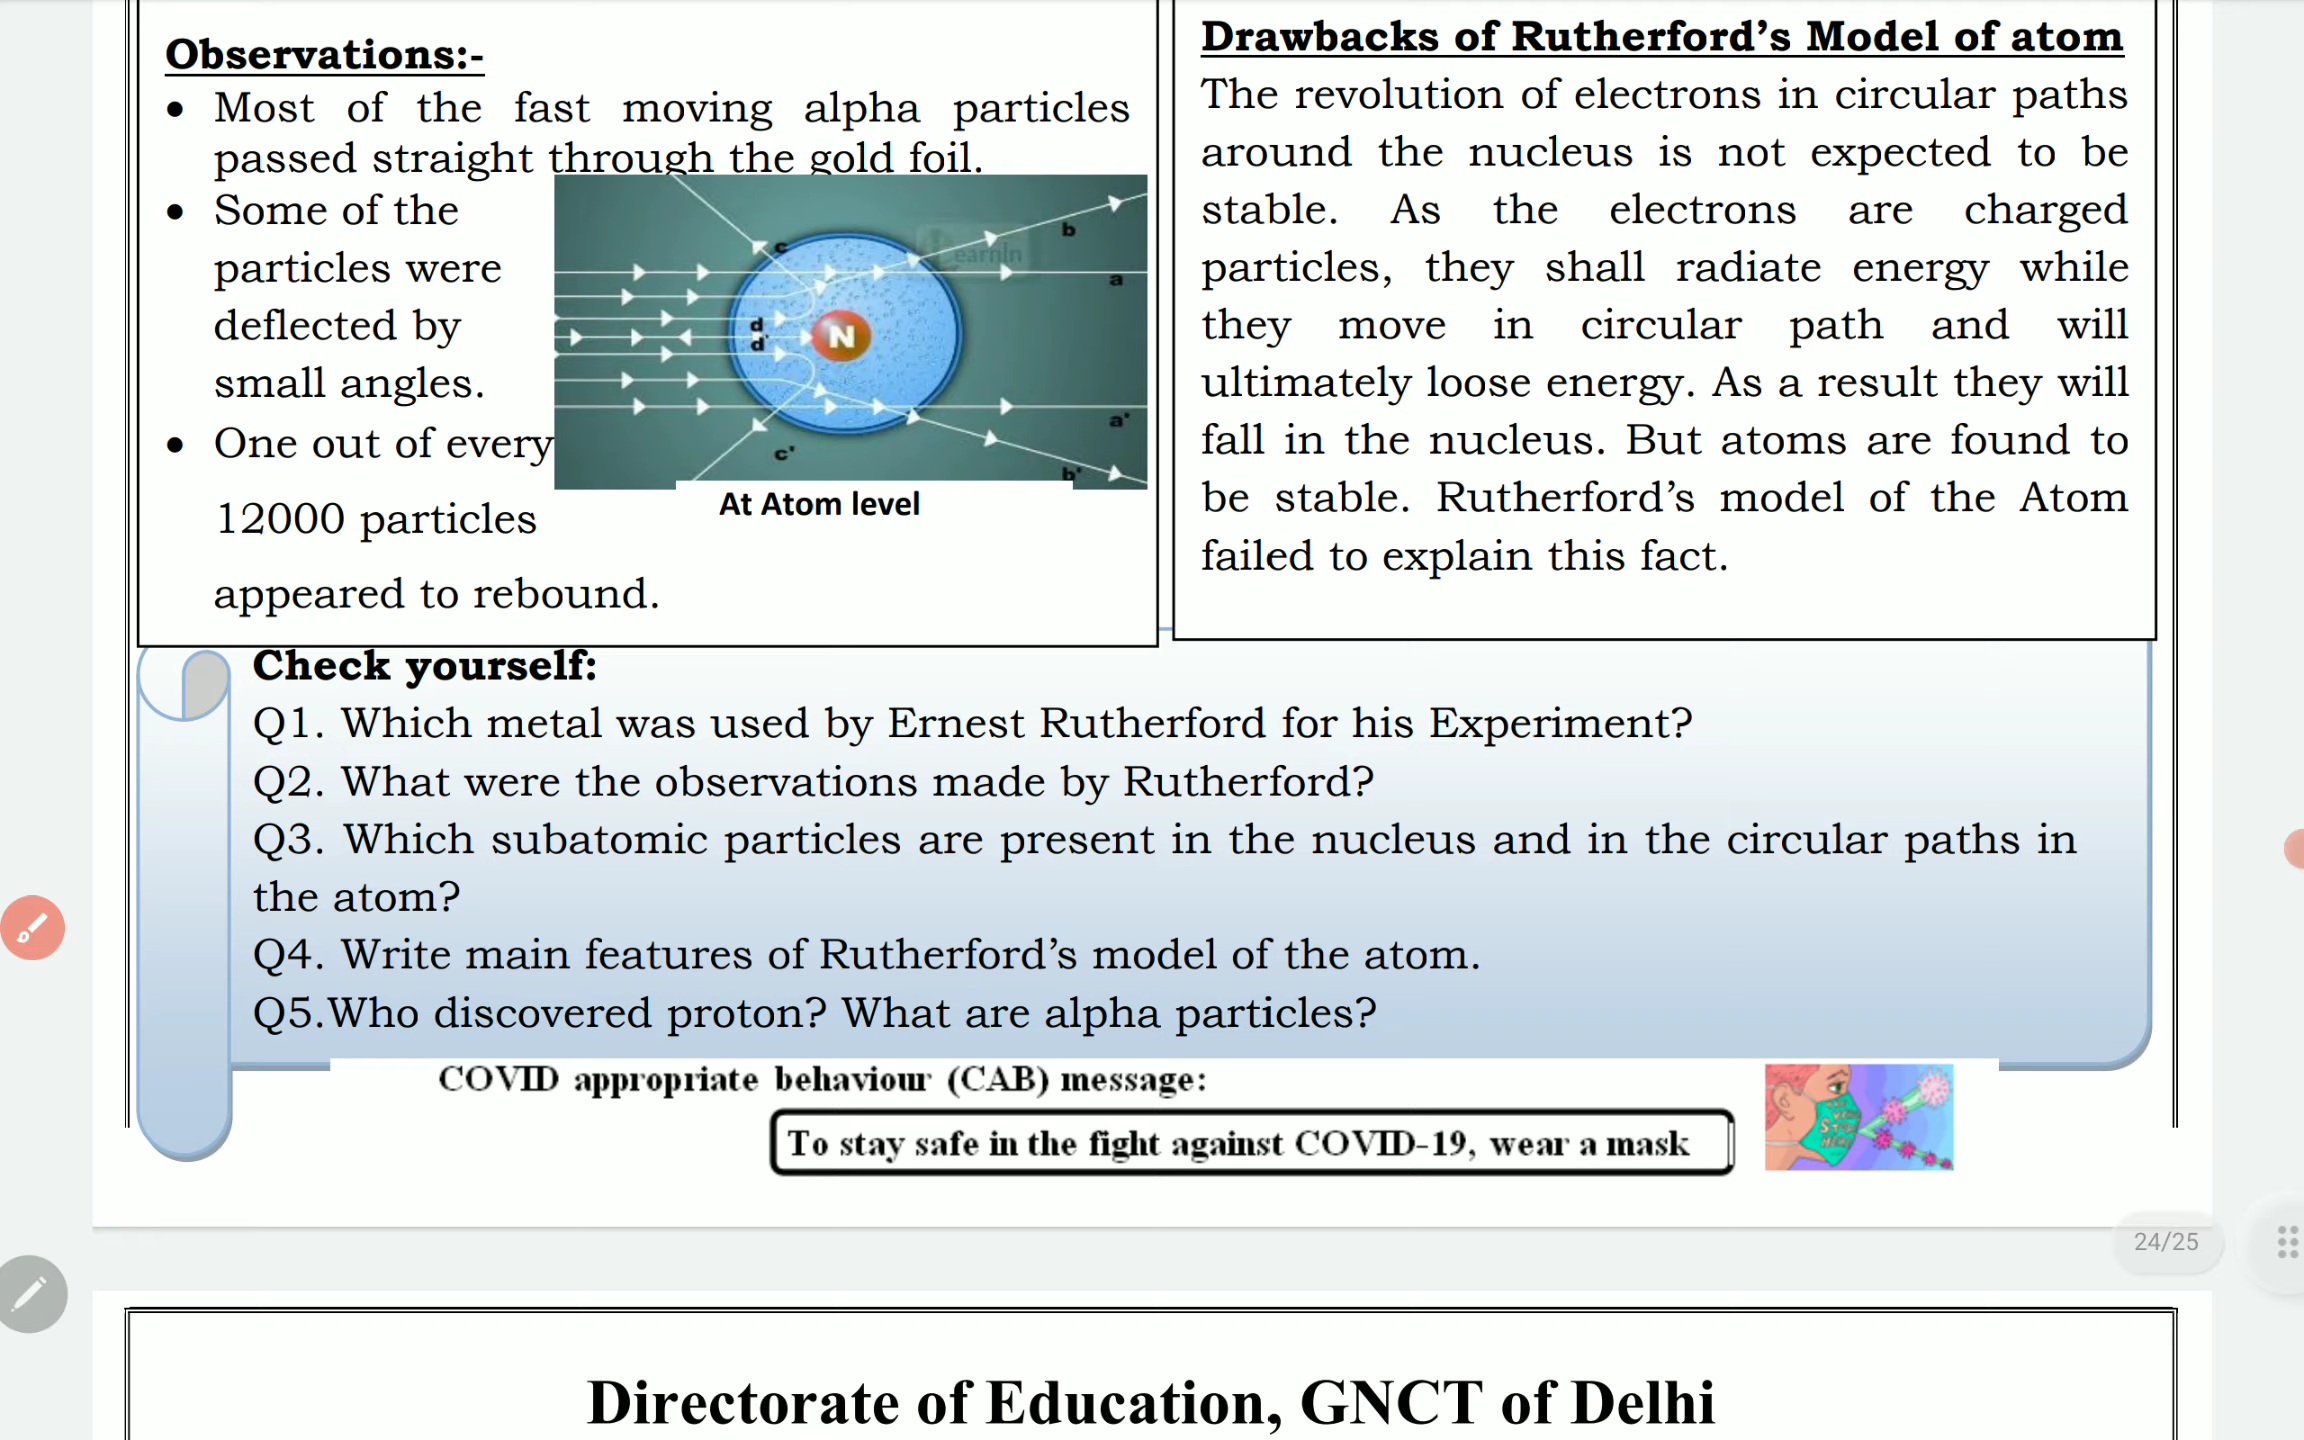 Observations:-
• Most of the fast moving alpha particles
passed straight through the gold foil.
• Some of the
particles were
deflected by
small angles.
• One out of every
12000 particles
appeared to rebound.
c
b
earnin
a
d
d'
N
a'
c'
b'
At Atom level
Drawbacks of Rutherford’s Model of atom
The revolution of electrons in circular paths
around the nucleus is not expected to be
stable. As the electrons are charged
particles, they shall radiate energy while
they move in circular path and will
ultimately loose energy. As a result they will
fall in the nucleus. But atoms are found to
be stable. Rutherford’s model of the Atom
failed to explain this fact.
Check yourself:
Q1. Which metal was used by Ernest Rutherford for his Experiment?
Q2. What were the observations made by Rutherford?
Q3. Which subatomic particles are present in the nucleus and in the circular paths in
the atom?
Q4. Write main features of Rutherford’s model of the atom.
Q5.Who discovered proton? What are alpha particles?
COVID appropriate behaviour (CAB) message:
To stay safe in the fight against COVID-19, wear a mask
24/25
Directorate of Education, GNCT of Delhi